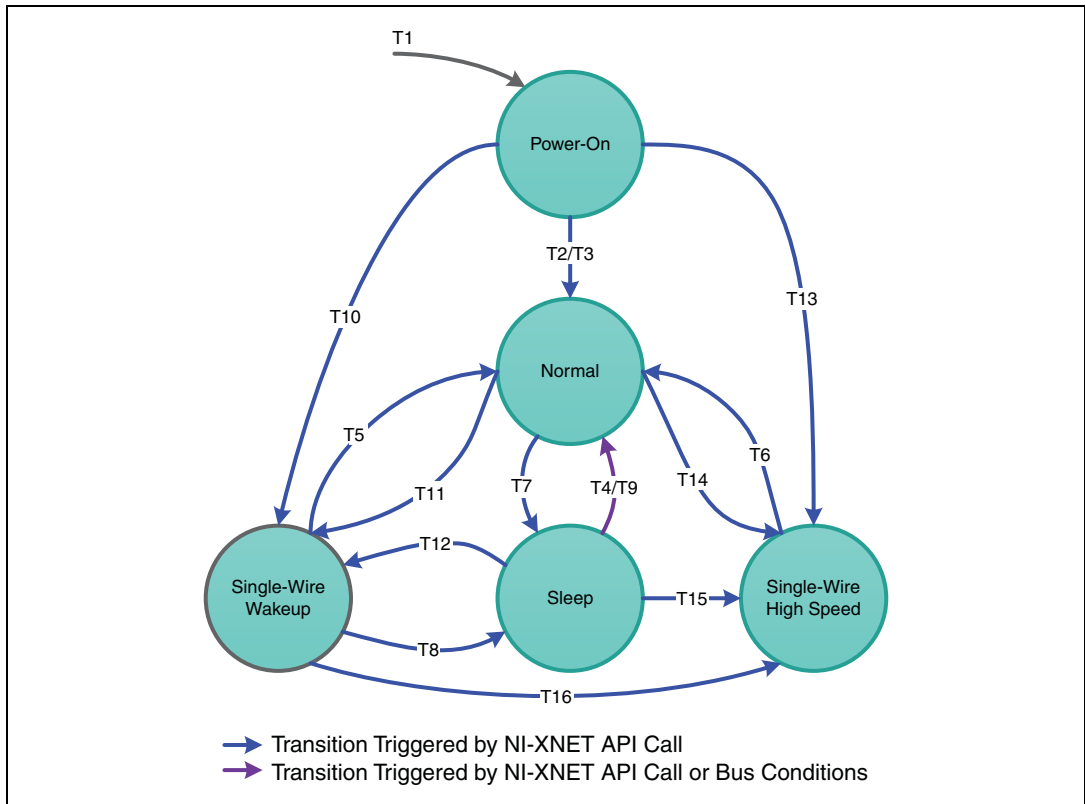 T1
Power-On
T2/T3
T13
T10
Normal
T5
T6
T14
T7
T4/T9
T11
T12
Single-Wire
Wakeup
Sleep
T15
Single-Wire
High Speed
T8
T16
Transition Triggered by NI-XNET API Call
Transition Triggered by NI-XNET API Call or Bus Conditions